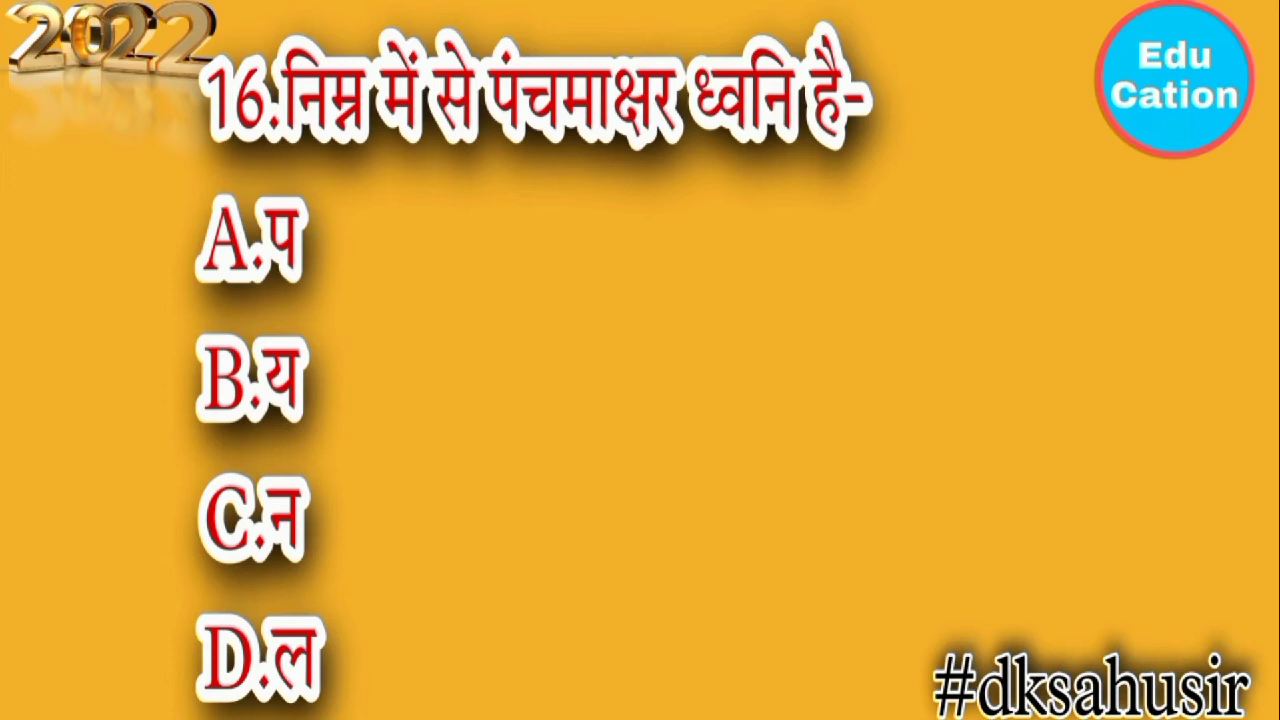 2022
16.निम्न में से पंचमाक्षर ध्वनि है-
Edu
Cation
A.प
B.य
C.न
D.ल
#dksahusir